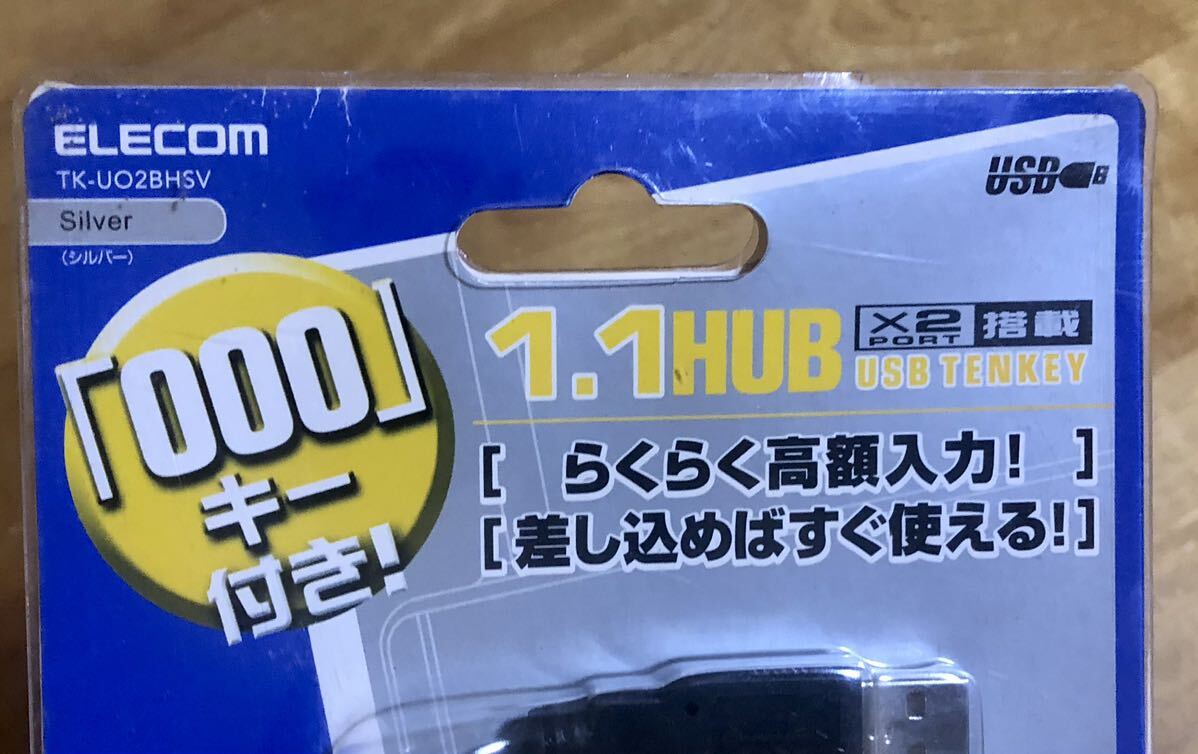 ELECOM
TK-UO2BHSV
Silver
(シルバー)
USB
「000」
キー
付き!
1.1HUB
X2 PORT 搭載
USB TENKEY
[ らくらく高額入力! ]
[差し込めばすぐ使える!]